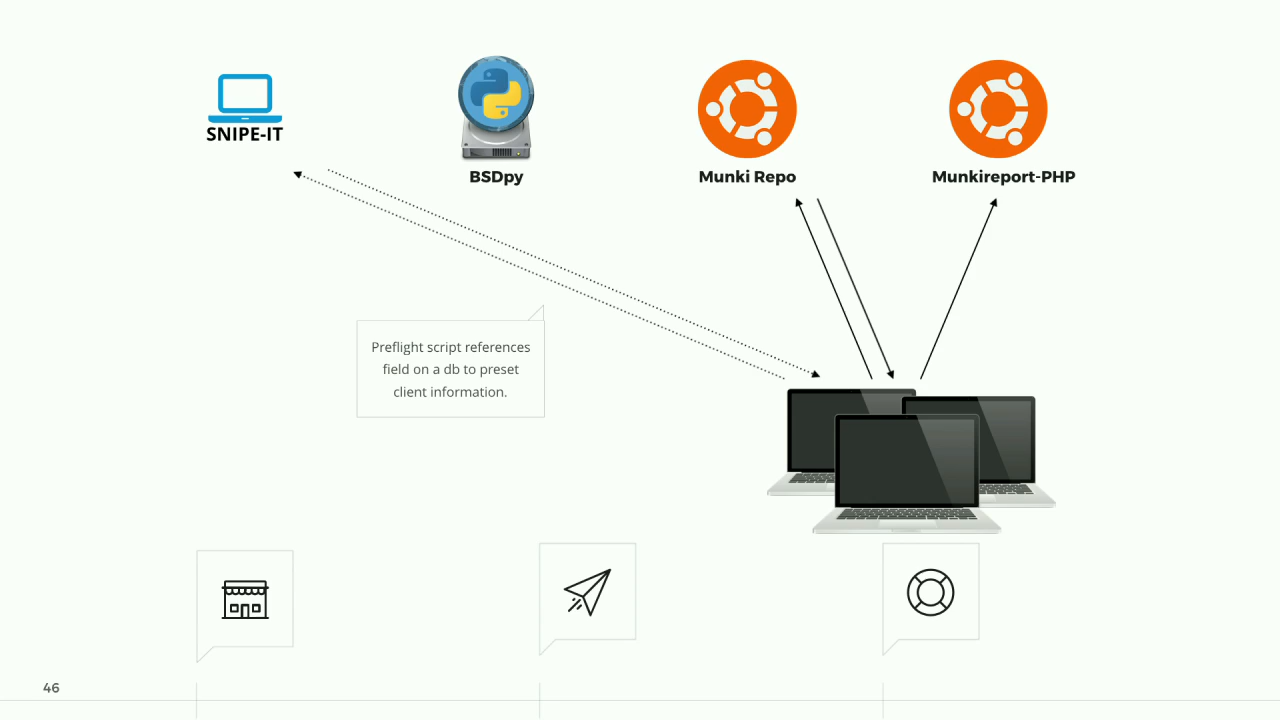 SNIPE-IT
BSDpy
Munki Repo
Munkireport-PHP
Preflight script references
field on a db to preset
client information.
46